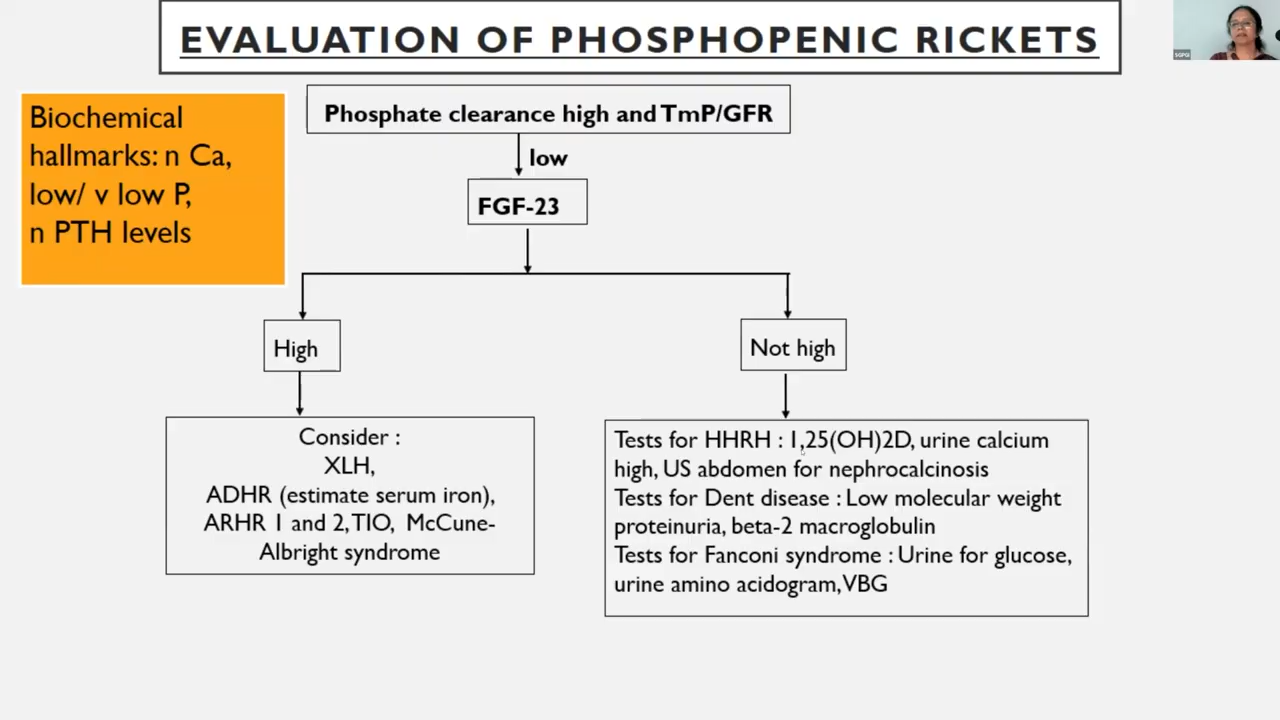 EVALUATION OF PHOSPHOPENIC RICKETS
SGPGI
Biochemical
hallmarks: n Ca,
low/ v low P,
n PTH levels
Phosphate clearance high and TmP/GFR
low
FGF-23
High
Not high
Consider :
XLH,
ADHR (estimate serum iron),
ARHR 1 and 2, TIO, McCune-
Albright syndrome
Tests for HHRH : 1,25(OH)2D, urine calcium
high, US abdomen for nephrocalcinosis
Tests for Dent disease : Low molecular weight
proteinuria, beta-2 macroglobulin
Tests for Fanconi syndrome : Urine for glucose,
urine amino acidogram, VBG